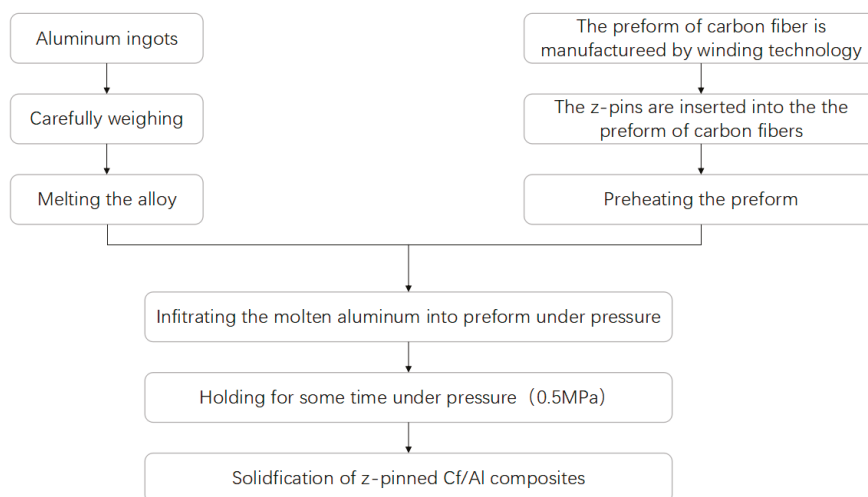 Aluminum ingots
Carefully weighing
Melting the alloy
The preform of carbon fiber is
manufactureed by winding technology
The z-pins are inserted into the the
preform of carbon fibers
Preheating the preform
Infitrating the molten aluminum into preform under pressure
Holding for some time under pressure（0.5MPa）
Solidfication of z-pinned Cf/Al composites